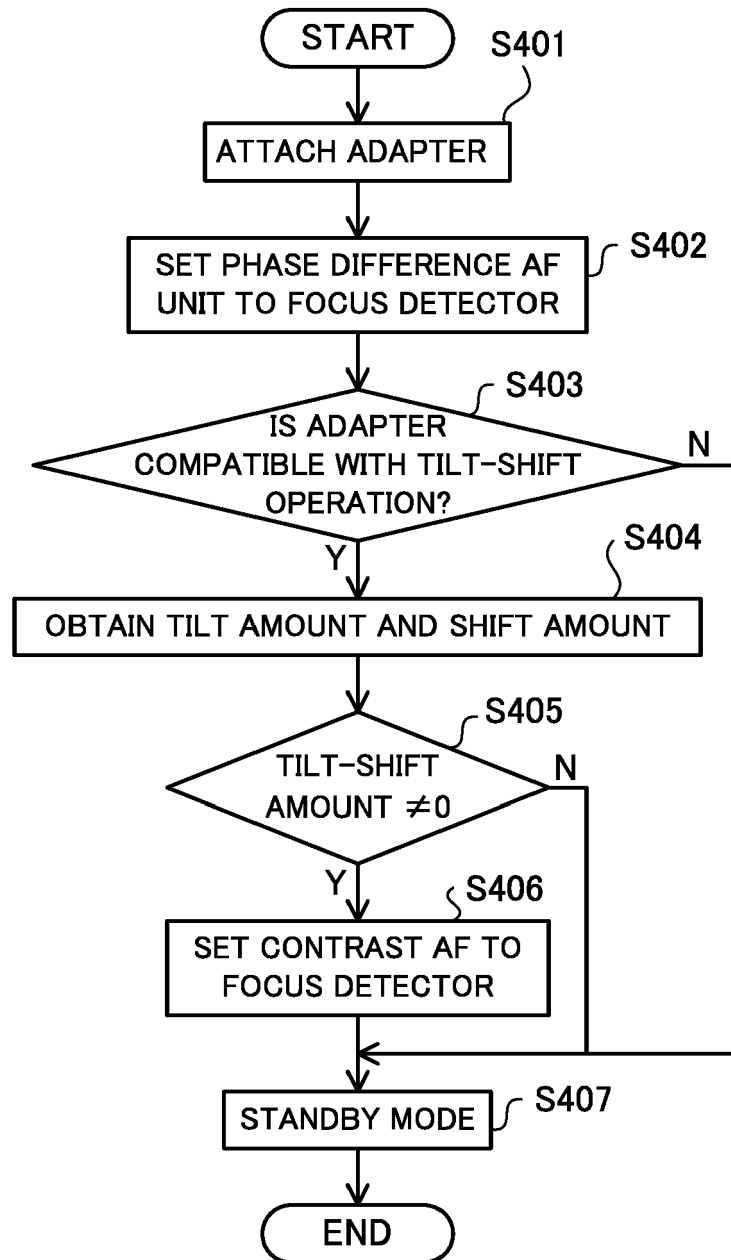 START
S401
ATTACH ADAPTER
S402
SET PHASE DIFFERENCE AF
UNIT TO FOCUS DETECTOR
S403
IS ADAPTER
COMPATIBLE WITH TILT-SHIFT
OPERATION?
N
Y
S404
OBTAIN TILT AMOUNT AND SHIFT AMOUNT
S405
TILT-SHIFT
AMOUNT ≠0
N
Y
S406
SET CONTRAST AF TO
FOCUS DETECTOR
S407
STANDBY MODE
END